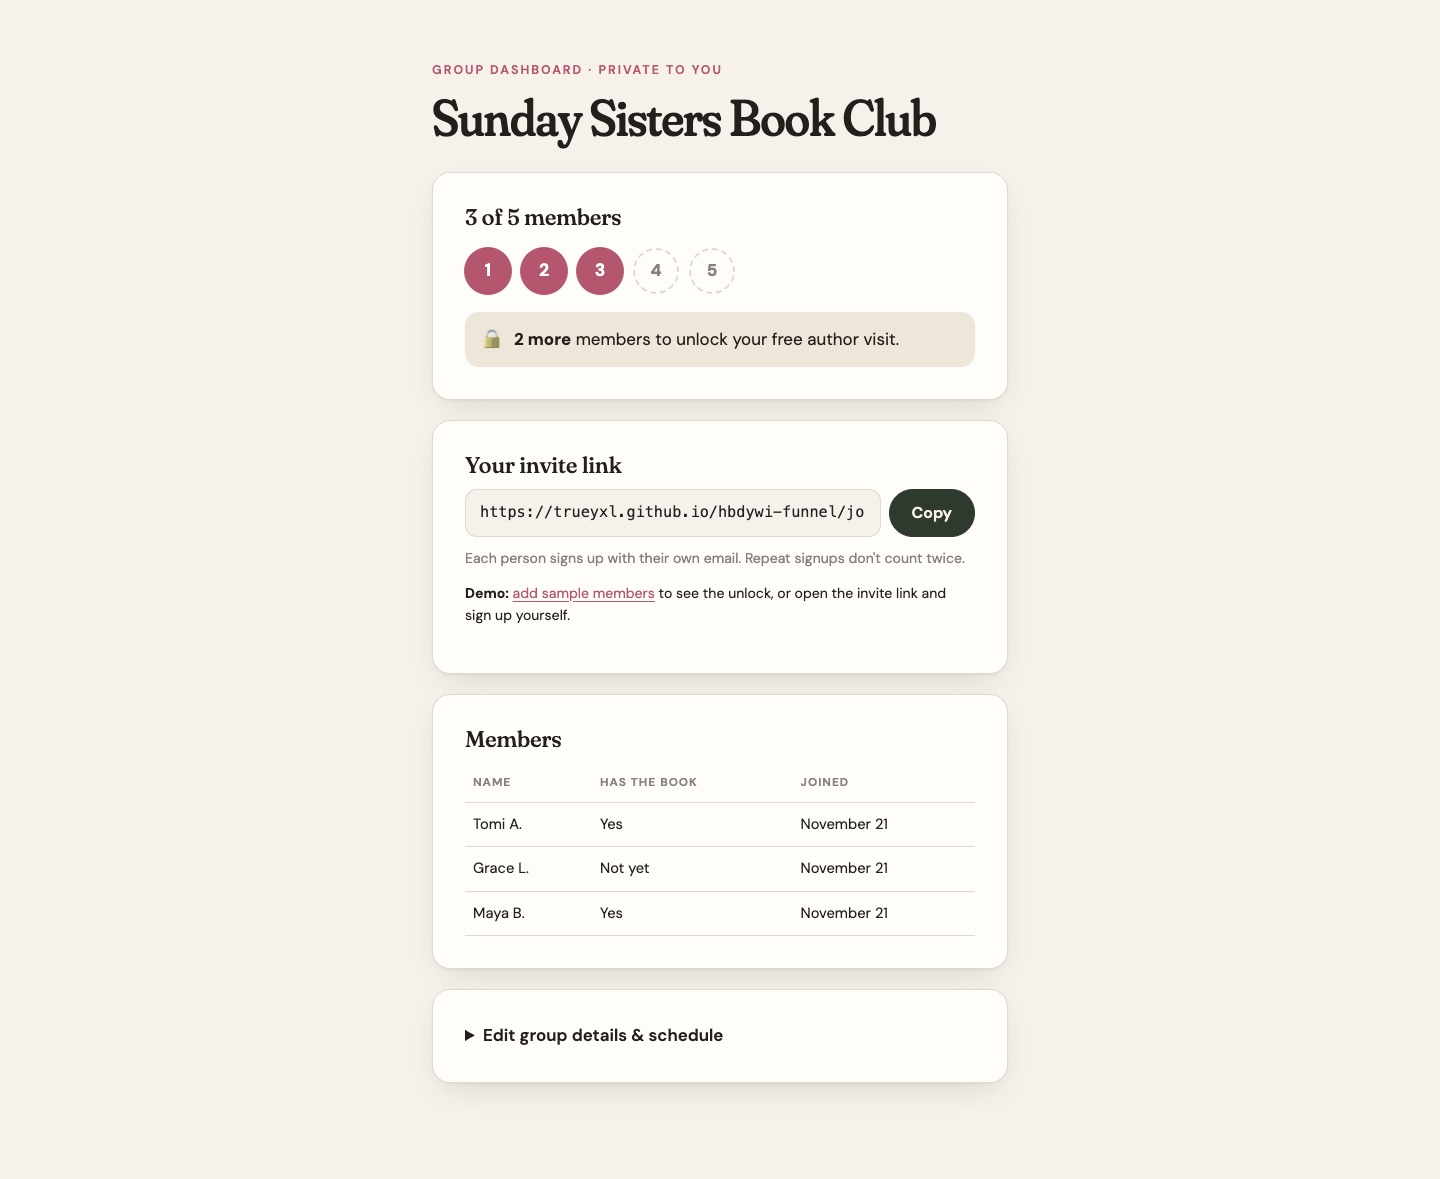 GROUP DASHBOARD · PRIVATE TO YOU
Sunday Sisters Book Club
3 of 5 members
1 2 3 4 5
2 more members to unlock your free author visit.
Your invite link
https://trueyxl.github.io/hbdywi-funnel/jo
Copy
Each person signs up with their own email. Repeat signups don't count twice.
Demo: add sample members to see the unlock, or open the invite link and
sign up yourself.
Members
NAME HAS THE BOOK JOINED
Tomi A. Yes November 21
Grace L. Not yet November 21
Maya B. Yes November 21
Edit group details & schedule